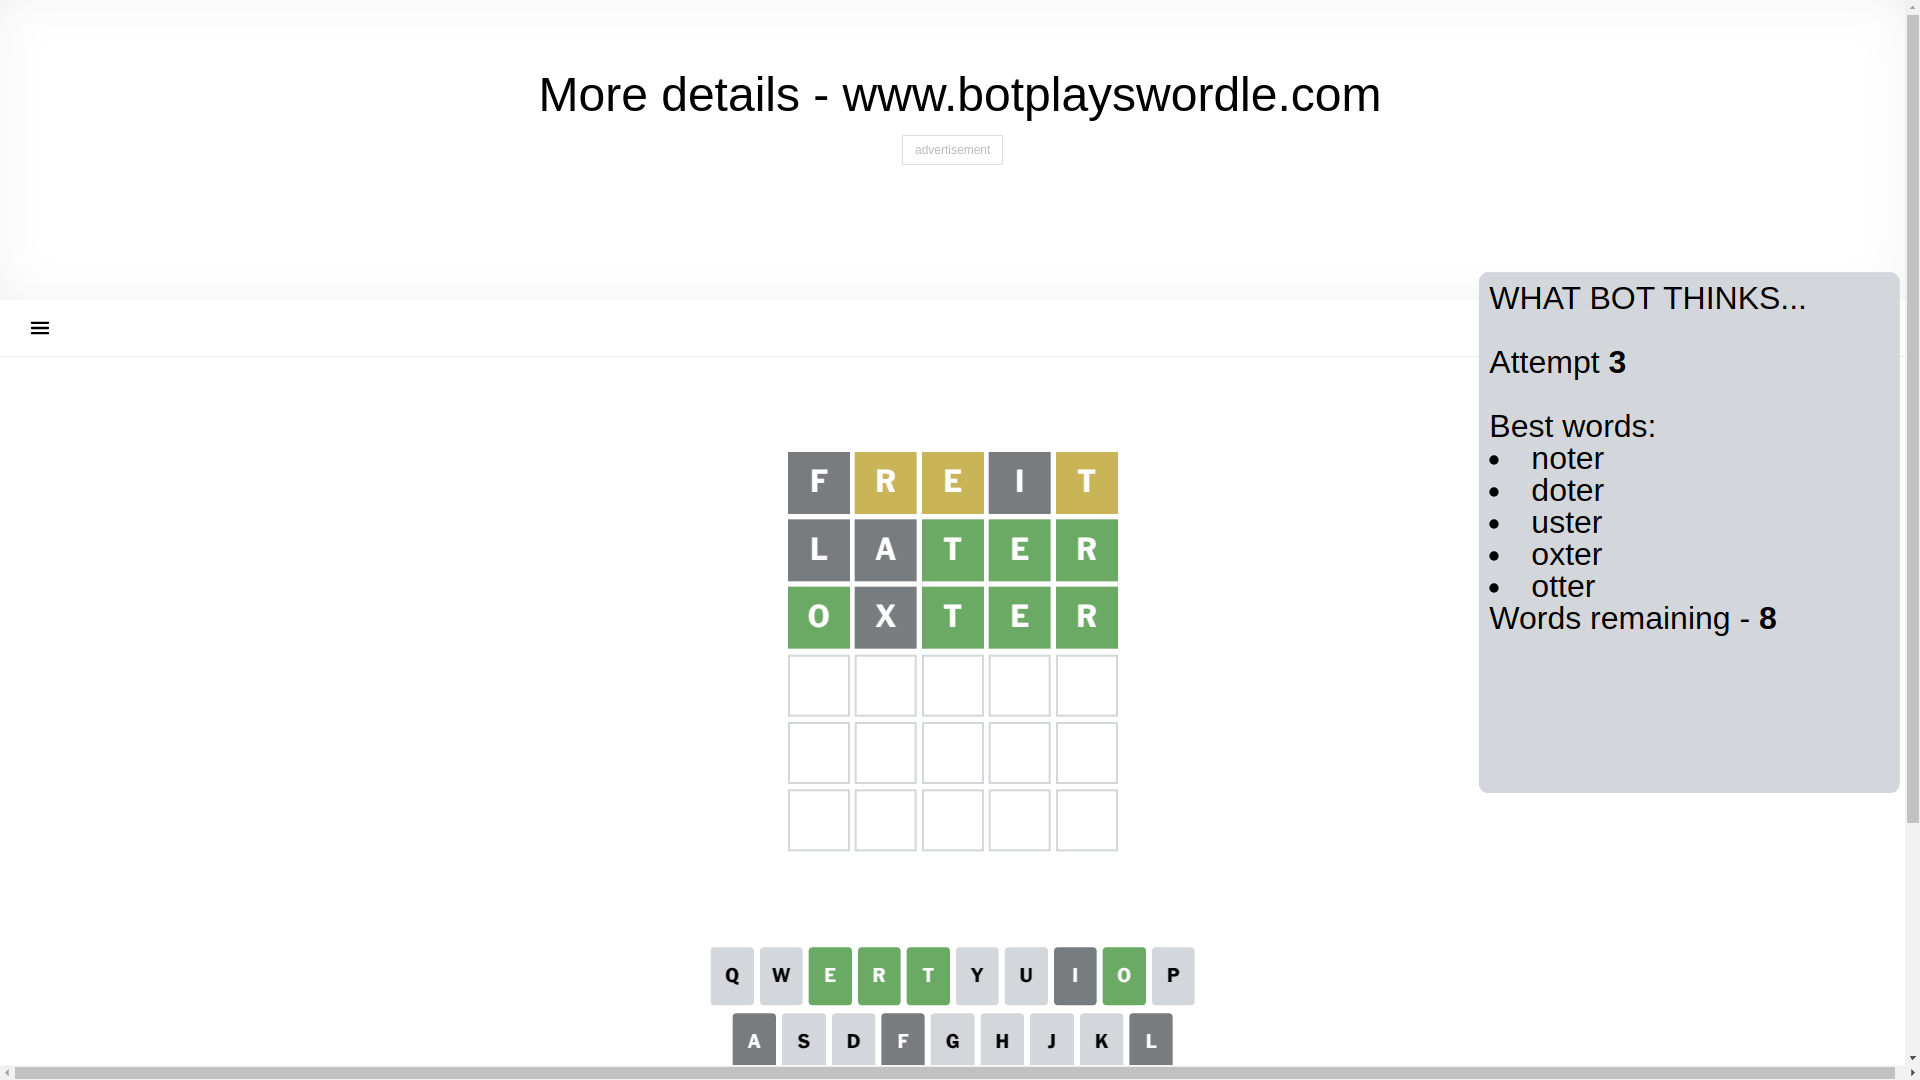 More details - www.botplayswordle.com
advertisement
WHAT BOT THINKS...
Attempt 3
Best words:
• noter
• doter
• uster
• oxter
• otter
Words remaining - 8
F R E I T
L A T E R
O X T E R
Q W E R T Y U I O P
A S D F G H J K L